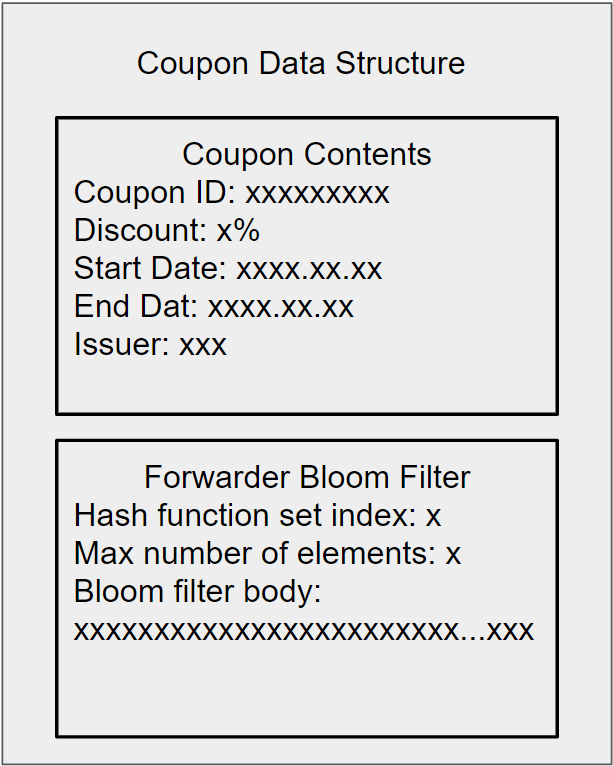 Coupon Data Structure
Coupon Contents
Coupon ID: xxxxxxxxx
Discount: x%
Start Date: xxxx.xx.xx
End Dat: xxxx.xx.xx
Issuer: xxx
Forwarder Bloom Filter
Hash function set index: x
Max number of elements: x
Bloom filter body:
xxxxxxxxxxxxxxxxxxxxxxxx...xxx